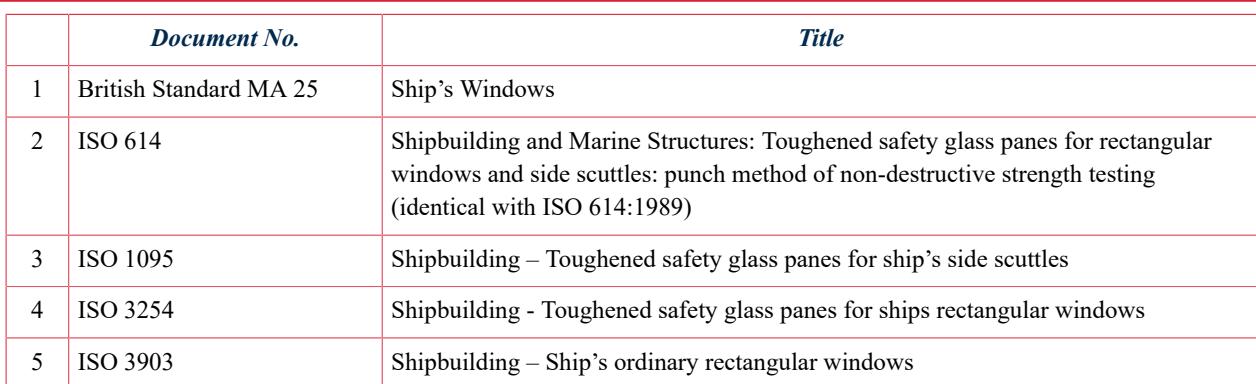 Document No. Title
1 British Standard MA 25 Ship’s Windows
2 ISO 614 Shipbuilding and Marine Structures: Toughened safety glass panes for rectangular
windows and side scuttles: punch method of non-destructive strength testing
(identical with ISO 614:1989)
3 ISO 1095 Shipbuilding – Toughened safety glass panes for ship’s side scuttles
4 ISO 3254 Shipbuilding - Toughened safety glass panes for ships rectangular windows
5 ISO 3903 Shipbuilding – Ship’s ordinary rectangular windows